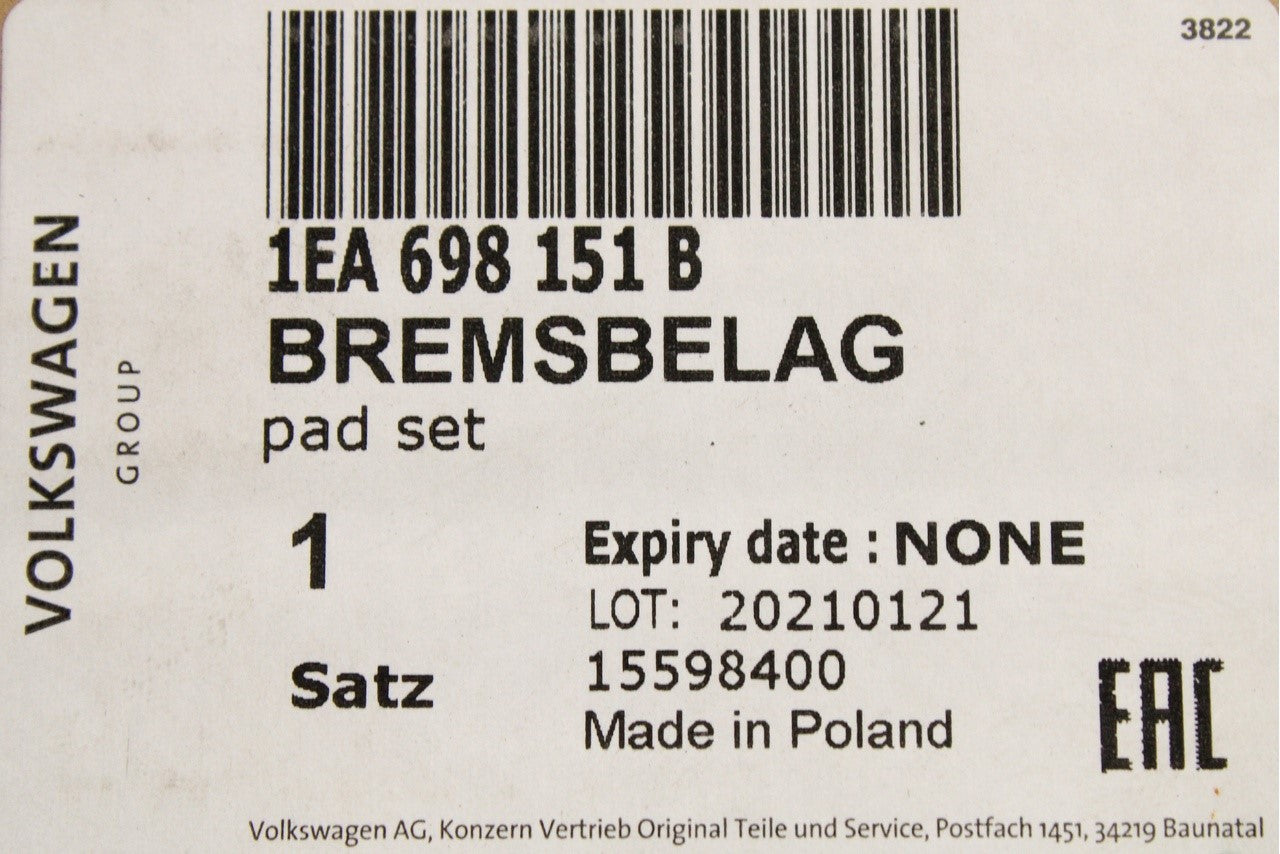 3822
1EA 698 151 B
BREMSBELAG
pad set
VOLKSWAGEN
GROUP
1
Satz
Expiry date : NONE
LOT: 20210121
15598400
Made in Poland
EAC
Volkswagen AG, Konzern Vertrieb Original Teile und Service, Postfach 1451, 34219 Baunatal